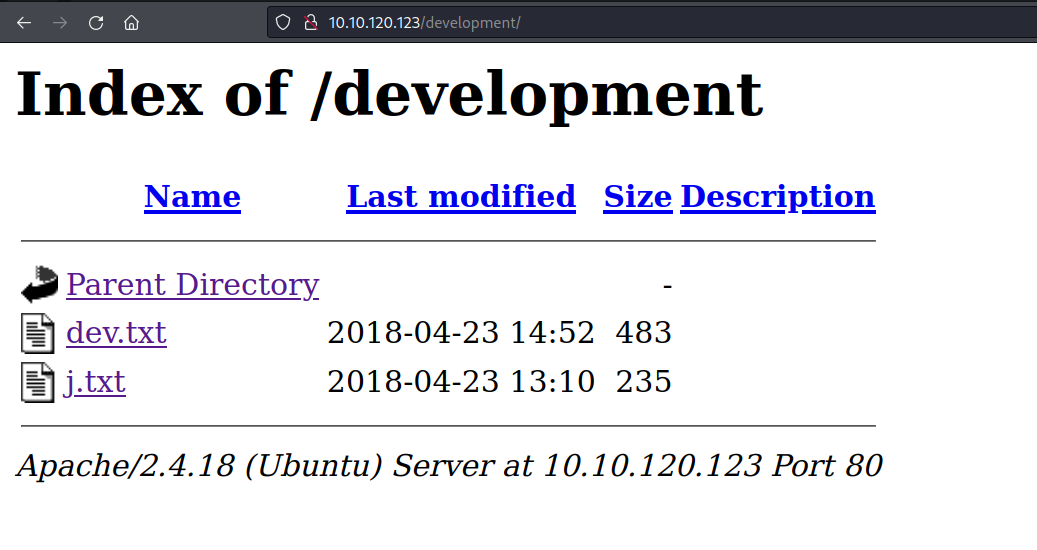 10.10.120.123/development/
Index of /development
Name Last modified Size Description
Parent Directory -
dev.txt 2018-04-23 14:52 483
j.txt 2018-04-23 13:10 235
Apache/2.4.18 (Ubuntu) Server at 10.10.120.123 Port 80